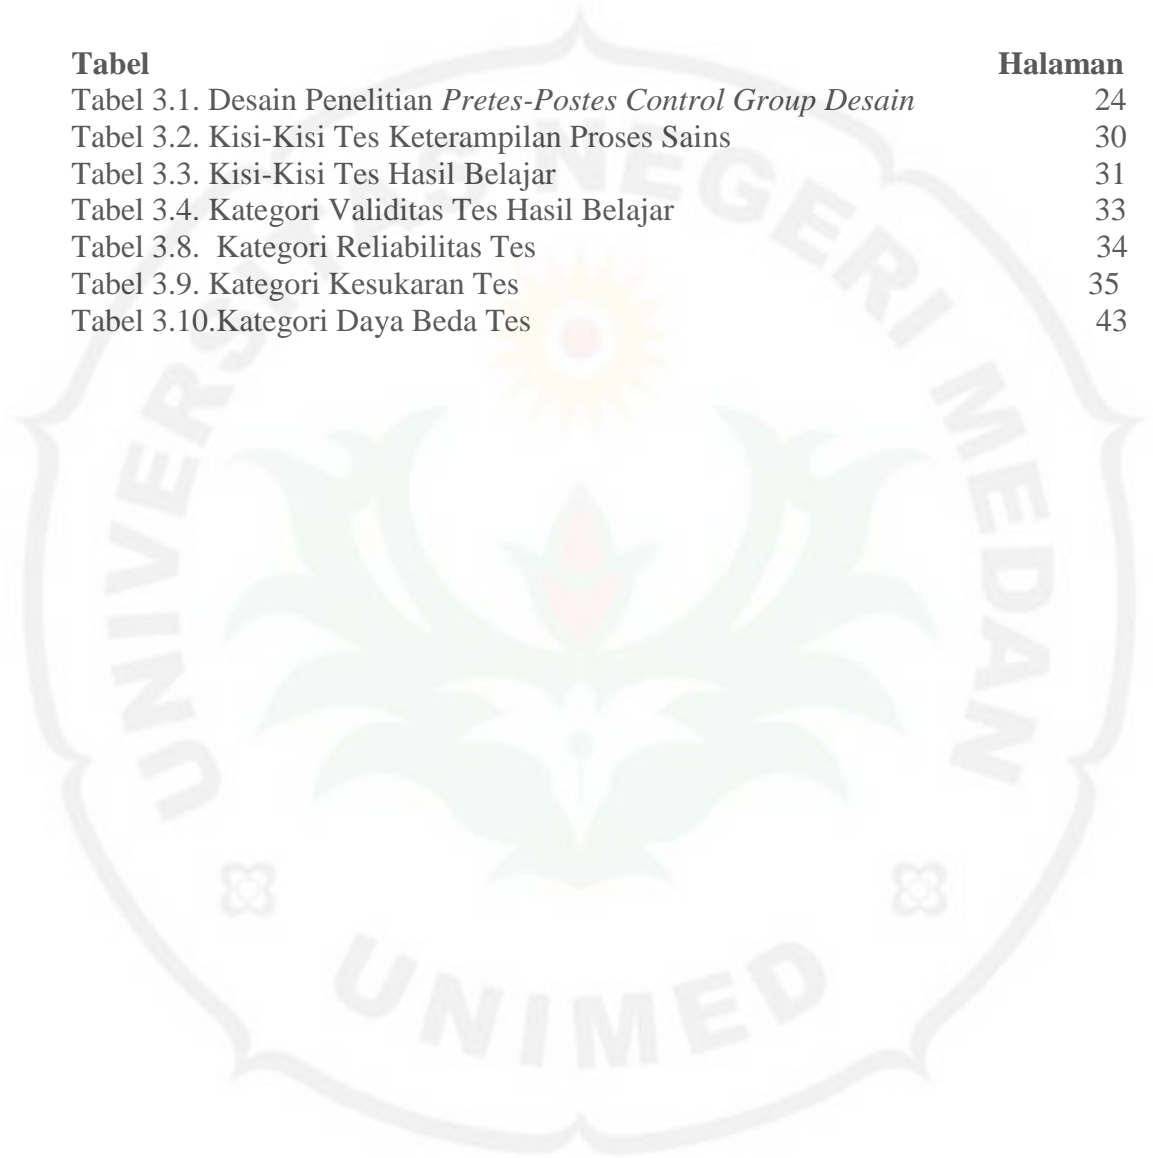 Tabel Halaman
Tabel 3.1. Desain Penelitian Pretes-Postes Control Group Desain 24
Tabel 3.2. Kisi-Kisi Tes Keterampilan Proses Sains 30
Tabel 3.3. Kisi-Kisi Tes Hasil Belajar 31
Tabel 3.4. Kategori Validitas Tes Hasil Belajar 33
Tabel 3.8.  Kategori Reliabilitas Tes 34
Tabel 3.9. Kategori Kesukaran Tes 35
Tabel 3.10.Kategori Daya Beda Tes 43
UNIVERSITAS NEGERI MEDAN
UNIMED